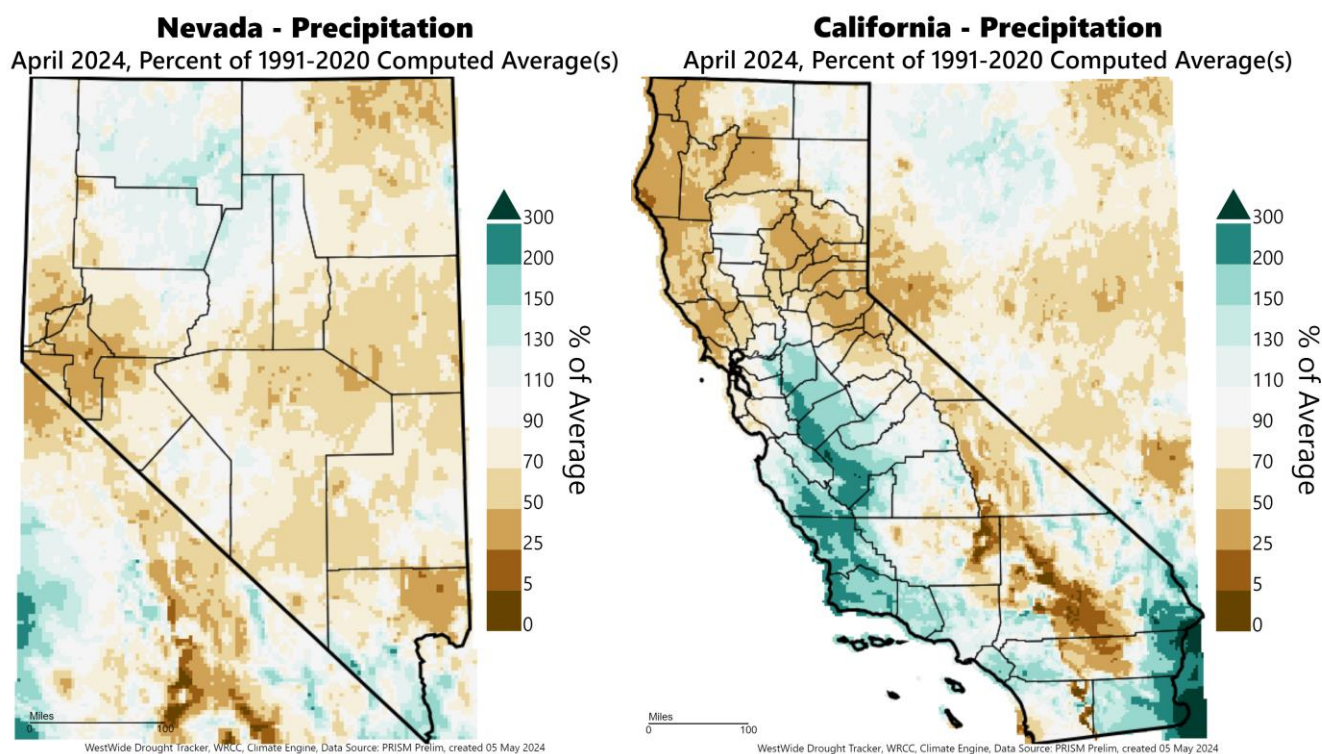 Nevada - Precipitation
April 2024, Percent of 1991-2020 Computed Average(s)
300
200
150
130
110
90
70
50
25
5
0
% of Average
Miles
0 100
WestWide Drought Tracker, WRCC, Climate Engine, Data Source: PRISM Prelim, created 05 May 2024
California - Precipitation
April 2024, Percent of 1991-2020 Computed Average(s)
300
200
150
130
110
90
70
50
25
5
0
% of Average
Miles
0 100
WestWide Drought Tracker, WRCC, Climate Engine, Data Source: PRISM Prelim, created 05 May 2024